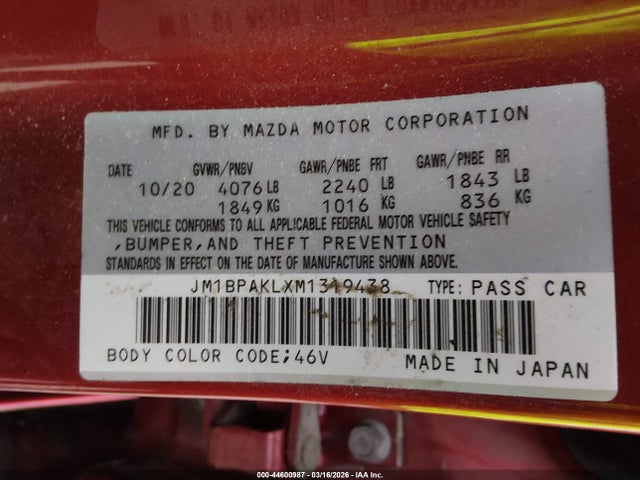 MFD. BY MAZDA MOTOR CORPORATION
DATE GVWR/PNBV GAWR/PNBE FRT GAWR/PNBE RR
10/20 4076 LB 2240 LB 1843 LB
1849 KG 1016 KG 836 KG
THIS VEHICLE CONFORMS TO ALL APPLICABLE FEDERAL MOTOR VEHICLE SAFETY
,BUMPER,AND THEFT PREVENTION
STANDARDS IN EFFECT ON THE DATE OF MANUFACTURE SHOWN ABOVE.
JM1BPAKLXM1319438 TYPE: PASS CAR
BODY COLOR CODE;46V MADE IN JAPAN
000-44600987 - 03/16/2026 - IAA Inc.